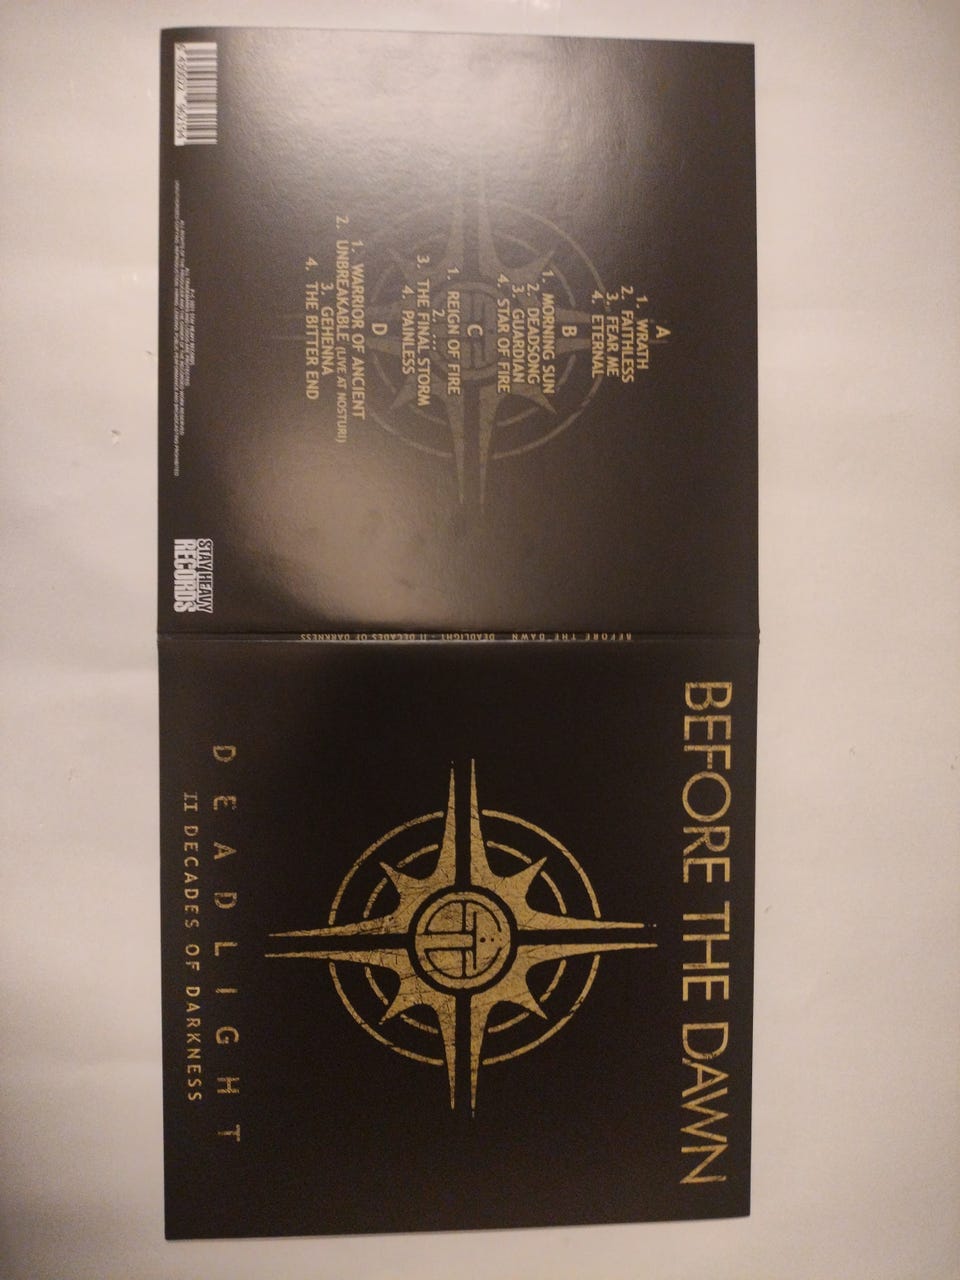 A
1. WRATH
2. FAITHLESS
3. FEAR ME
4. ETERNAL
B
1. MORNING SUN
2. DEADSONG
3. GUARDIAN
4. STAR OF FIRE
C
1. REIGN OF FIRE
2. ...
3. THE FINAL STORM
4. PAINLESS
D
1. WARRIOR OF ANCIENT
2. UNBREAKABLE (LIVE AT NOSTURI)
3. GEHENNA
4. THE BITTER END
STAY HEAVY
RECORDS
BEFORE THE DAWN DEADLIGHT - II DECADES OF DARKNESS
BEFORE THE DAWN
DEADLIGHT
II DECADES OF DARKNESS